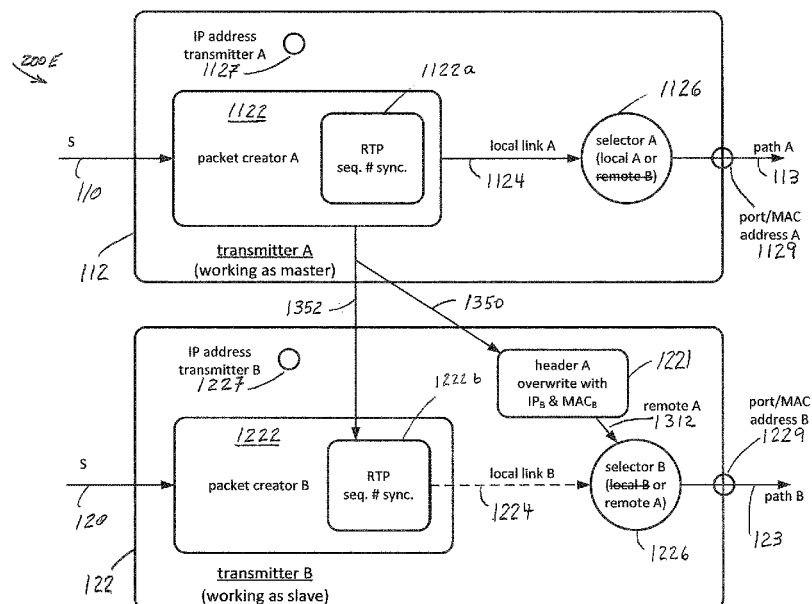 200E
IP address
transmitter A
1127
1122
1122a
1126
S
packet creator A
RTP
seq. # sync.
local link A
1124
selector A
(local A or
remote B)
path A
113
110
port/MAC
address A
1129
112
transmitter A
(working as master)
1352
1350
IP address
transmitter B
1227
1222b
header A
overwrite with
IPB & MACB
1221
remote A
1312
port/MAC
address B
1229
1222
S
packet creator B
RTP
seq. # sync.
local link B
1224
selector B
(local B or
remote A)
path B
123
120
1226
122
transmitter B
(working as slave)